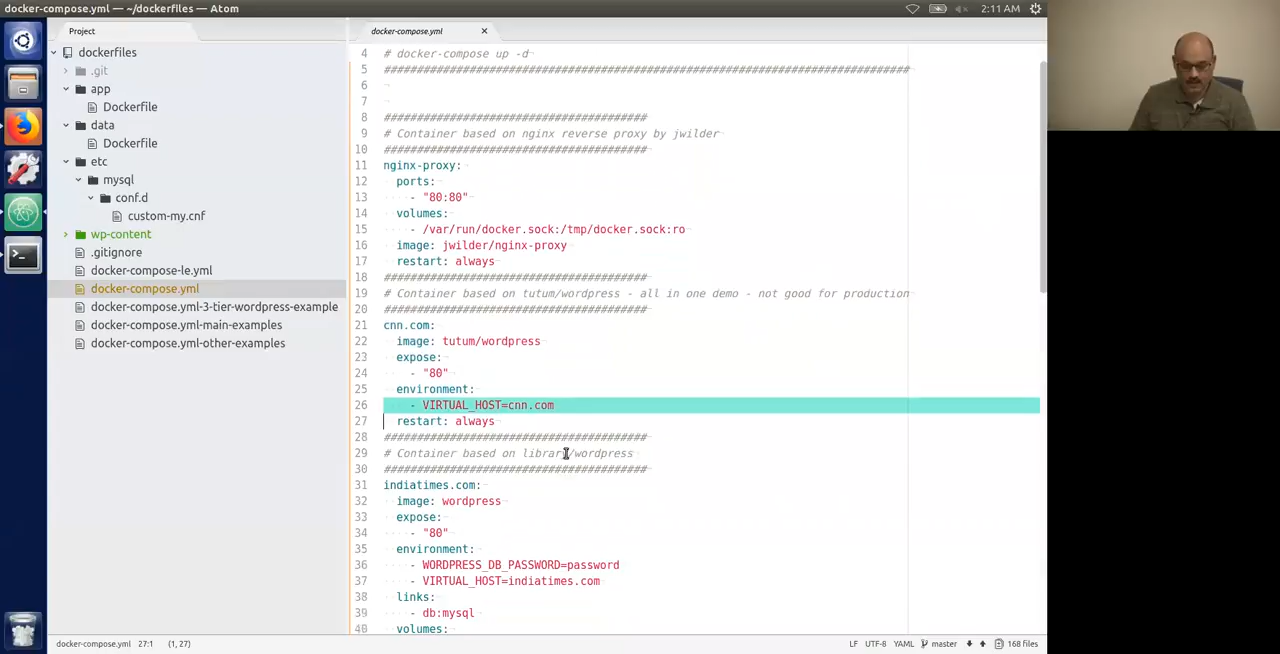 docker-compose.yml — ~/dockerfiles — Atom
2:11 AM
Project
docker-compose.yml
dockerfiles
.git
app
Dockerfile
data
Dockerfile
etc
mysql
conf.d
custom-my.cnf
wp-content
.gitignore
docker-compose-le.yml
docker-compose.yml
docker-compose.yml-3-tier-wordpress-example
docker-compose.yml-main-examples
docker-compose.yml-other-examples
4 # docker-compose up -d
5 ################################################################################
6
7
8 ########################################
9 # Container based on nginx reverse proxy by jwilder
10 ########################################
11 nginx-proxy:
12 ports:
13 - "80:80"
14 volumes:
15 - /var/run/docker.sock:/tmp/docker.sock:ro
16 image: jwilder/nginx-proxy
17 restart: always
18 ########################################
19 # Container based on tutum/wordpress - all in one demo - not good for production
20 ########################################
21 cnn.com:
22 image: tutum/wordpress
23 expose:
24 - "80"
25 environment:
26 - VIRTUAL_HOST=cnn.com
27 restart: always
28 ########################################
29 # Container based on library/wordpress
30 ########################################
31 indiatimes.com:
32 image: wordpress
33 expose:
34 - "80"
35 environment:
36 - WORDPRESS_DB_PASSWORD=password
37 - VIRTUAL_HOST=indiatimes.com
38 links:
39 - db:mysql
40 volumes:
docker-compose.yml 27:1 (1, 27)
LF UTF-8 YAML master 168 files